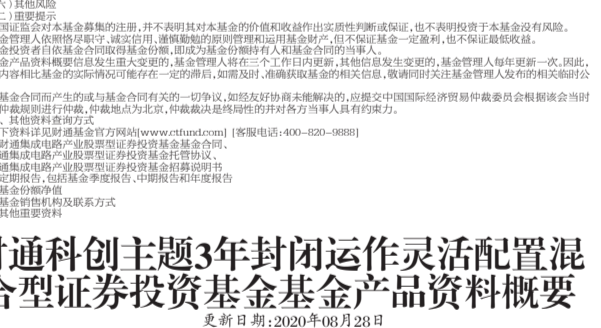 六)其他风险
二)重要提示
国证监会对本基金募集的注册,并不表明其对本基金的价值和收益作出实质性判断或保证,也不表明投资于本基金没有风险。
金管理人依照恪尽职守、诚实信用、谨慎勤勉的原则管理和运用基金财产,但不保证基金一定盈利,也不保证最低收益。
金投资者自依基金合同取得基金份额,即成为基金份额持有人和基金合同的当事人。
金产品资料概要信息发生重大变更的,基金管理人将在三个工作日内更新,其他信息发生变更的,基金管理人每年更新一次。因此,
内容相比基金的实际情况可能存在一定的滞后,如需及时、准确获取基金的相关信息,敬请同时关注基金管理人发布的相关临时公
基金合同而产生的或与基金合同有关的一切争议,如经友好协商未能解决的,应提交中国国际经济贸易仲裁委员会根据该会当时
仲裁规则进行仲裁,仲裁地点为北京,仲裁裁决是终局性的并对各方当事人具有约束力。
、其他资料查询方式
下资料详见财通基金官方网站[www.ctfund.com] [客服电话:400-820-9888]
财通集成电路产业股票型证券投资基金基金合同、
通集成电路产业股票型证券投资基金托管协议、
通集成电路产业股票型证券投资基金招募说明书
定期报告,包括基金季度报告、中期报告和年度报告
基金份额净值
基金销售机构及联系方式
其他重要资料
财通科创主题3年封闭运作灵活配置混
合型证券投资基金基金产品资料概要
更新日期:2020年08月28日